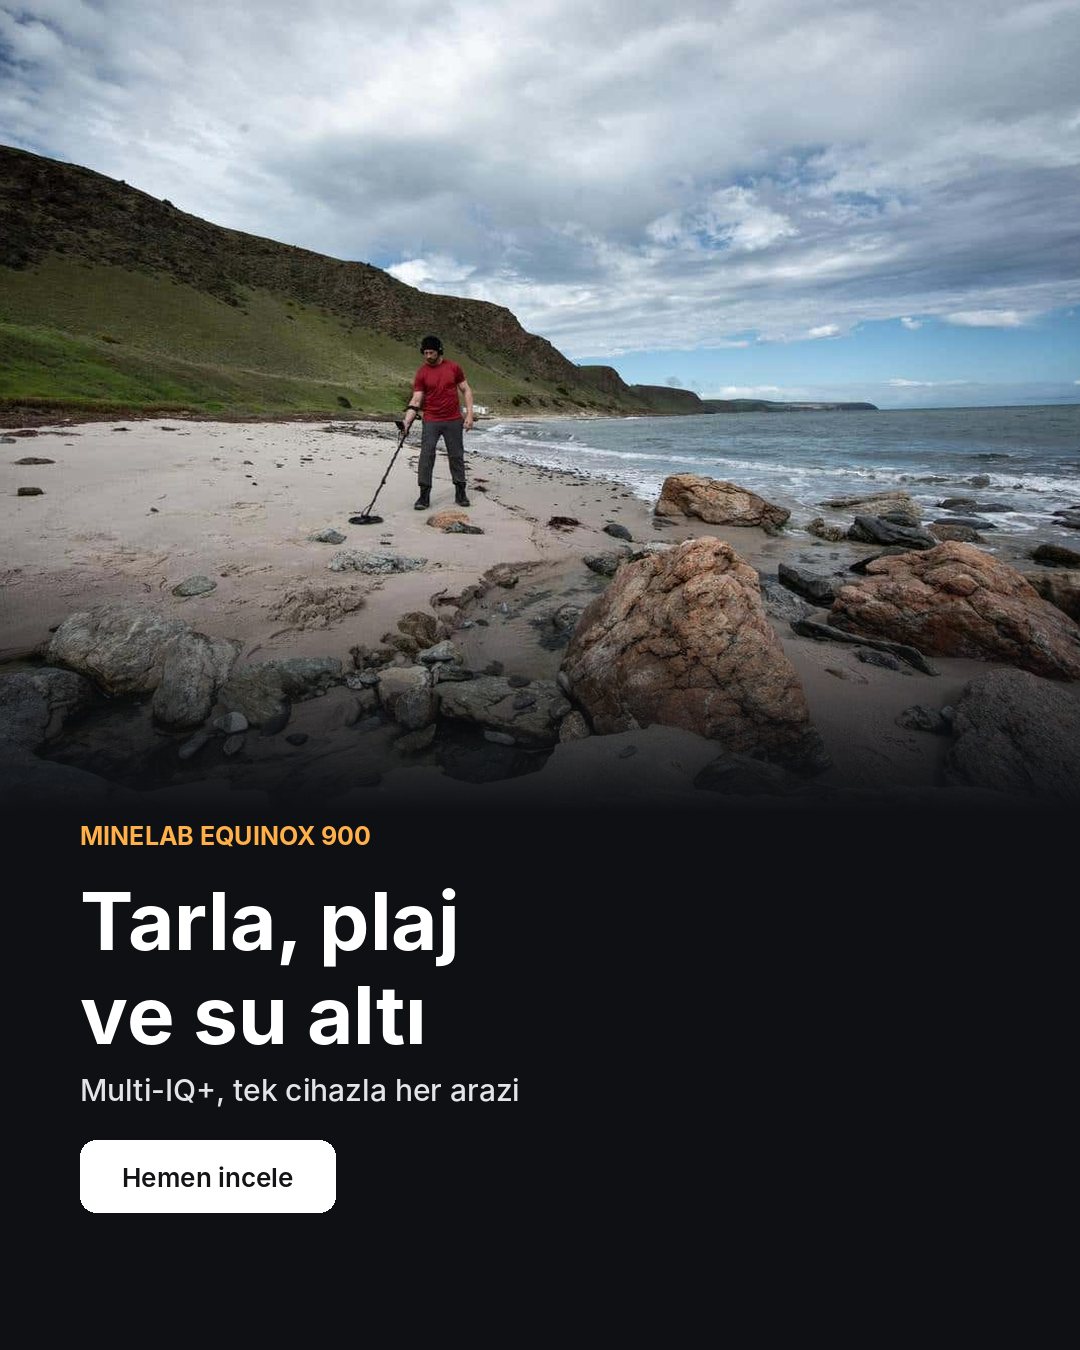 MINELAB EQUINOX 900
Tarla, plaj
ve su altı
Multi-IQ+, tek cihazla her arazi
Hemen incele